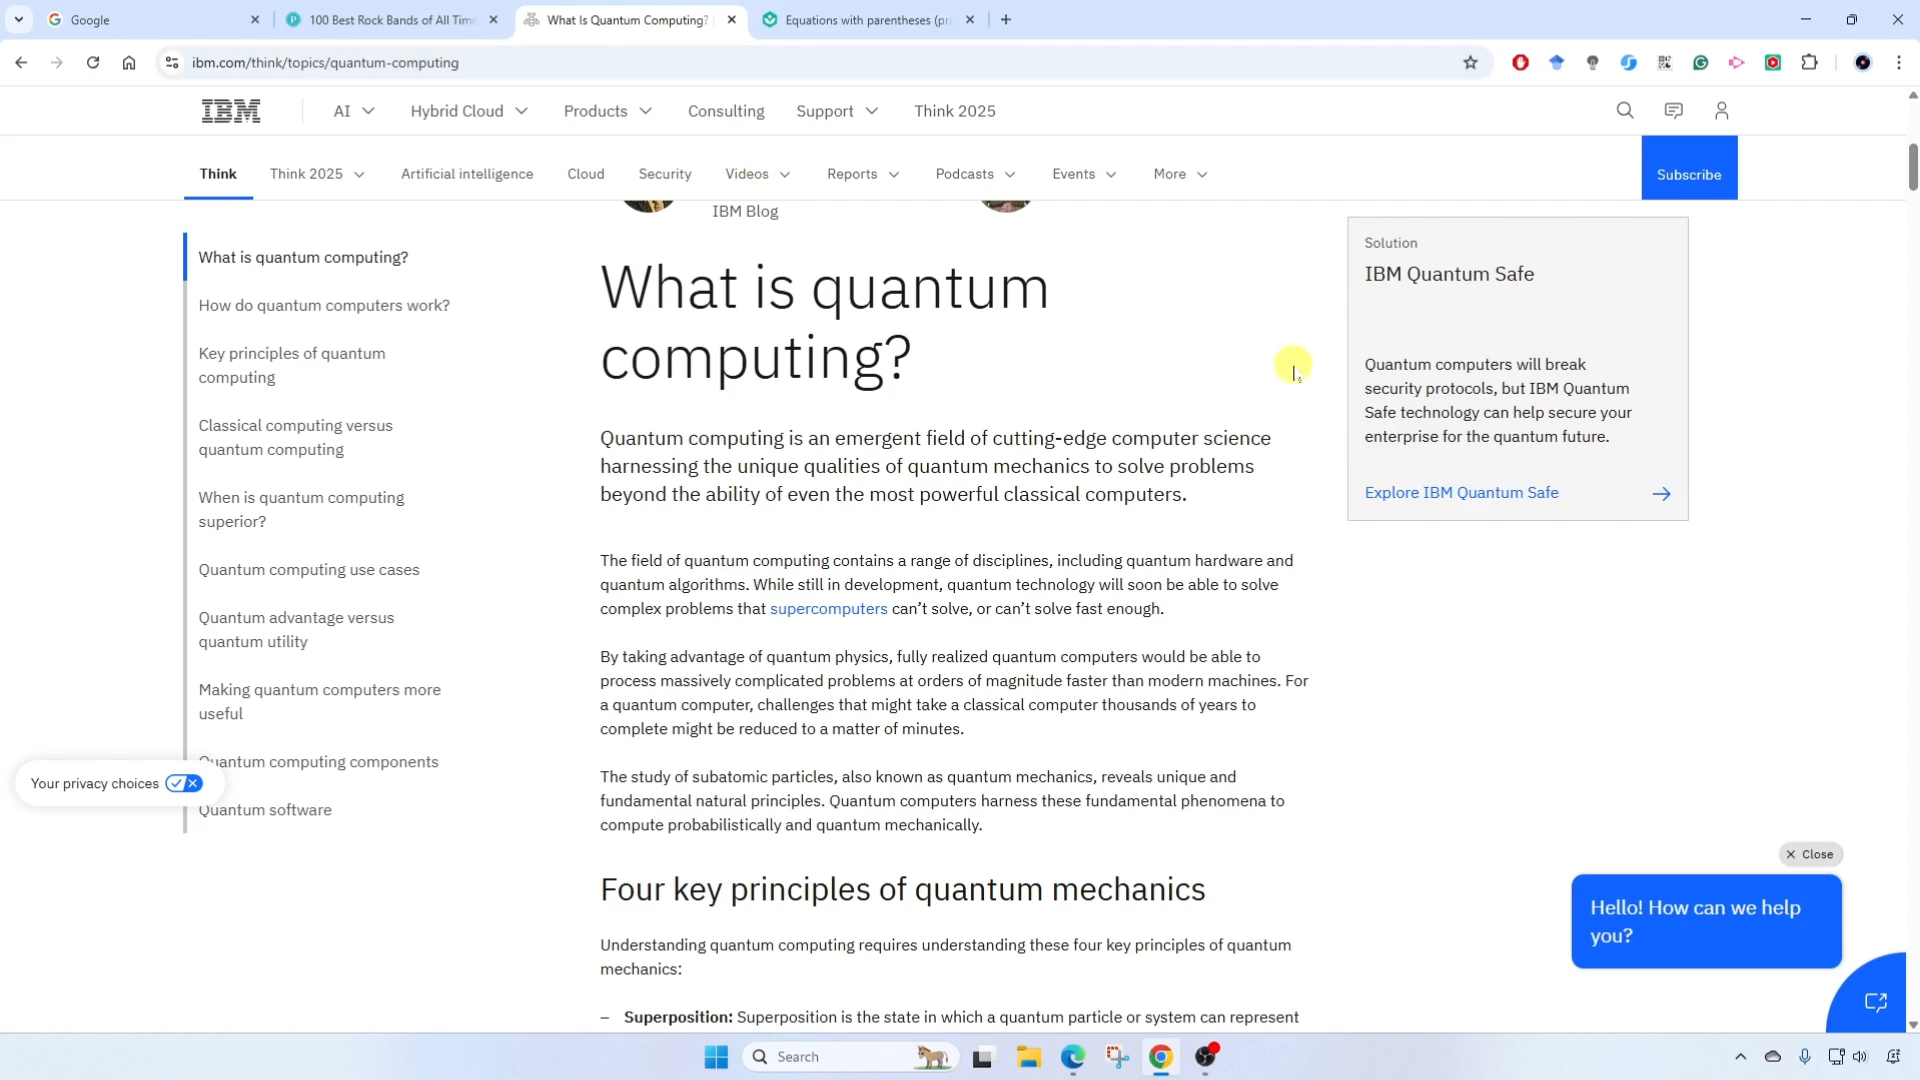 Google
100 Best Rock Bands of All Time
What Is Quantum Computing?
Equations with parentheses (pra
ibm.com/think/topics/quantum-computing
IBM
AI
Hybrid Cloud
Products
Consulting
Support
Think 2025
Think
Think 2025
Artificial intelligence
Cloud
Security
Videos
Reports
Podcasts
Events
More
Subscribe
What is quantum computing?
How do quantum computers work?
Key principles of quantum
computing
Classical computing versus
quantum computing
When is quantum computing
superior?
Quantum computing use cases
Quantum advantage versus
quantum utility
Making quantum computers more
useful
Quantum computing components
Quantum software
Your privacy choices
IBM Blog
What is quantum
computing?
Quantum computing is an emergent field of cutting-edge computer science
harnessing the unique qualities of quantum mechanics to solve problems
beyond the ability of even the most powerful classical computers.
The field of quantum computing contains a range of disciplines, including quantum hardware and
quantum algorithms. While still in development, quantum technology will soon be able to solve
complex problems that supercomputers can’t solve, or can’t solve fast enough.
By taking advantage of quantum physics, fully realized quantum computers would be able to
process massively complicated problems at orders of magnitude faster than modern machines. For
a quantum computer, challenges that might take a classical computer thousands of years to
complete might be reduced to a matter of minutes.
The study of subatomic particles, also known as quantum mechanics, reveals unique and
fundamental natural principles. Quantum computers harness these fundamental phenomena to
compute probabilistically and quantum mechanically.
Four key principles of quantum mechanics
Understanding quantum computing requires understanding these four key principles of quantum
mechanics:
– Superposition: Superposition is the state in which a quantum particle or system can represent
Solution
IBM Quantum Safe
Quantum computers will break
security protocols, but IBM Quantum
Safe technology can help secure your
enterprise for the quantum future.
Explore IBM Quantum Safe
Close
Hello! How can we help
you?
Search